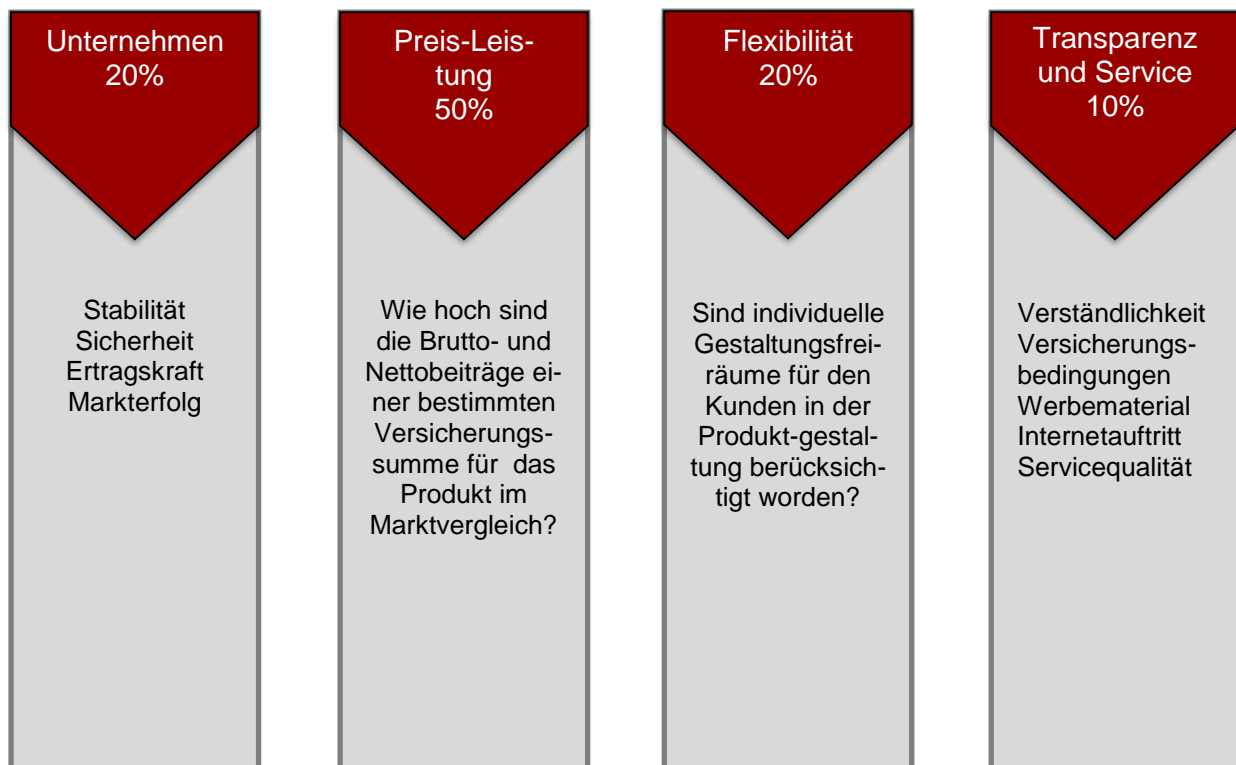 Unternehmen
20%
Stabilität
Sicherheit
Ertragskraft
Markterfolg
Preis-Leis-
tung
50%
Wie hoch sind
die Brutto- und
Nettobeiträge ei-
ner bestimmten
Versicherungs-
summe für  das
Produkt im
Marktvergleich?
Flexibilität
20%
Sind individuelle
Gestaltungsfrei-
räume für den
Kunden in der
Produkt-gestal-
tung berücksich-
tigt worden?
Transparenz
und Service
10%
Verständlichkeit
Versicherungs-
bedingungen
Werbematerial
Internetauftritt
Servicequalität